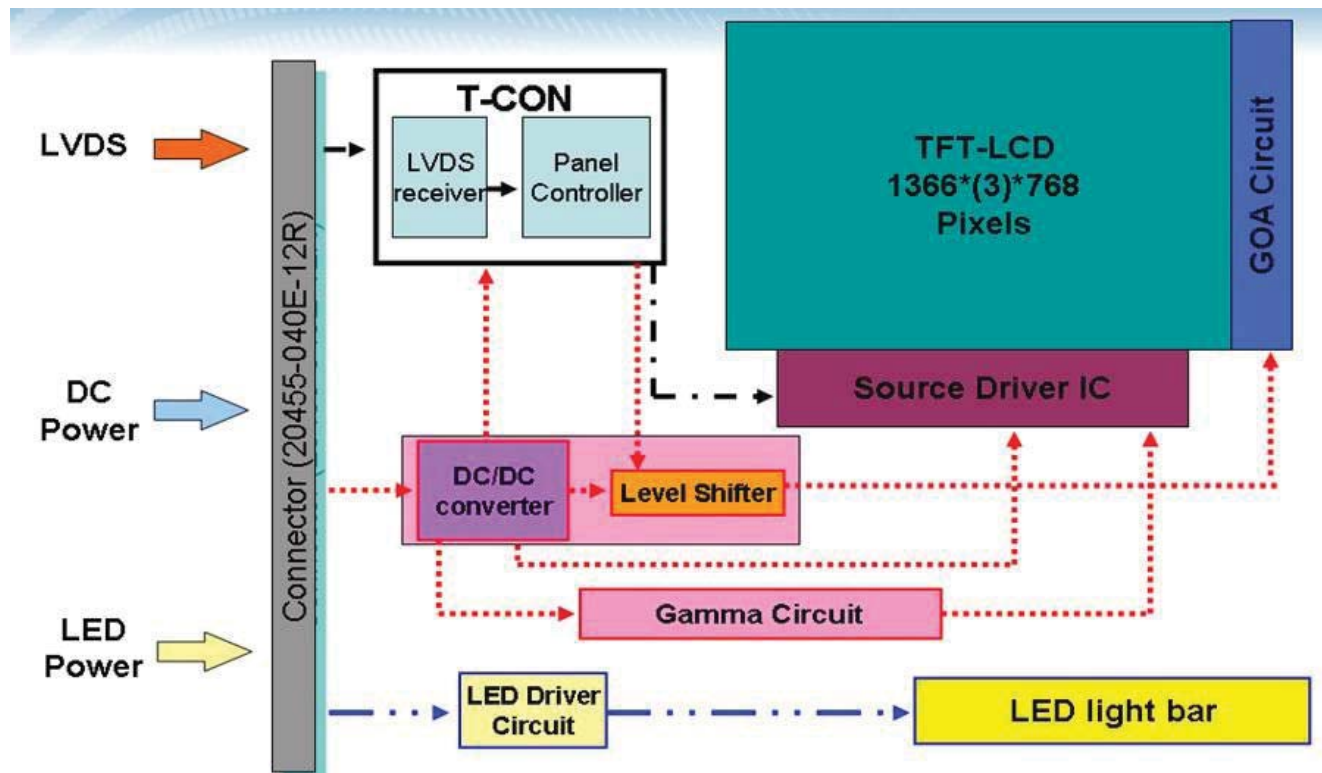 LVDS
DC
Power
LED
Power
Connector (20455-040E-12R)
T-CON
LVDS
receiver
Panel
Controller
TFT-LCD
1366*(3)*768
Pixels
GOA Circuit
Source Driver IC
DC/DC
converter
Level Shifter
Gamma Circuit
LED Driver
Circuit
LED light bar